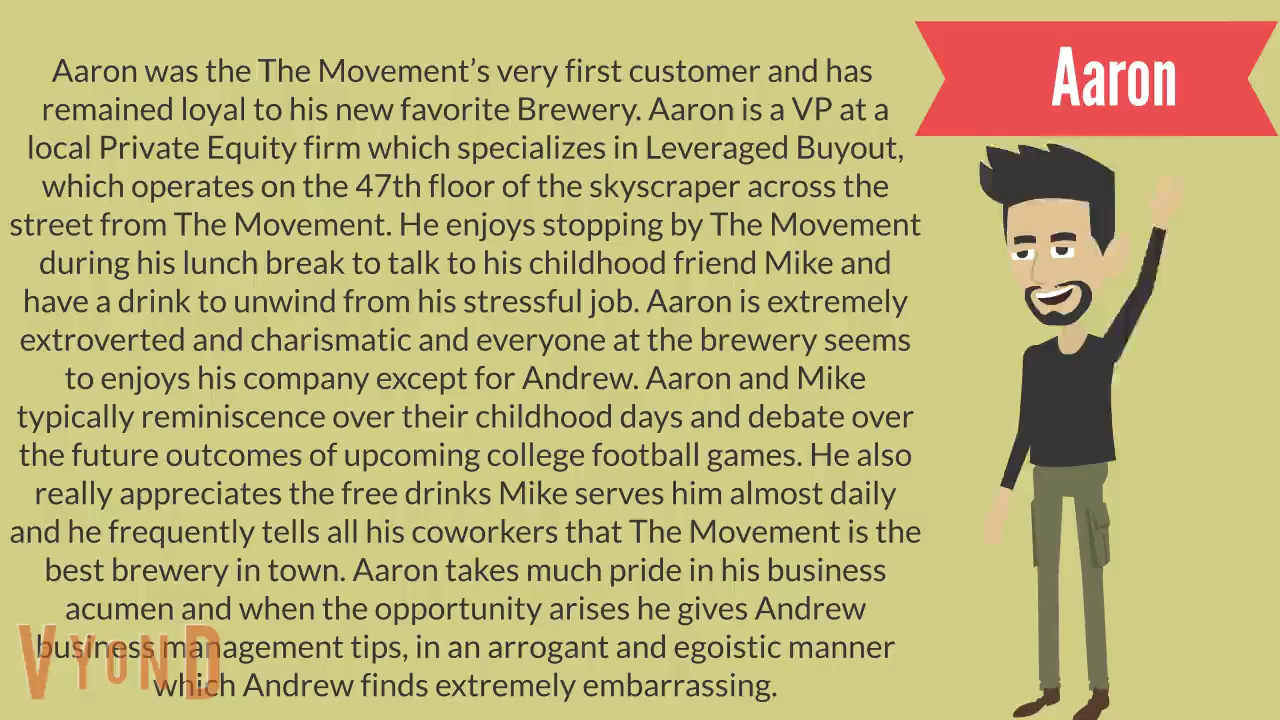 Aaron
Aaron was the The Movement’s very first customer and has
remained loyal to his new favorite Brewery. Aaron is a VP at a
local Private Equity firm which specializes in Leveraged Buyout,
which operates on the 47th floor of the skyscraper across the
street from The Movement. He enjoys stopping by The Movement
during his lunch break to talk to his childhood friend Mike and
have a drink to unwind from his stressful job. Aaron is extremely
extroverted and charismatic and everyone at the brewery seems
to enjoys his company except for Andrew. Aaron and Mike
typically reminiscence over their childhood days and debate over
the future outcomes of upcoming college football games. He also
really appreciates the free drinks Mike serves him almost daily
and he frequently tells all his coworkers that The Movement is the
best brewery in town. Aaron takes much pride in his business
acumen and when the opportunity arises he gives Andrew
business management tips, in an arrogant and egoistic manner
which Andrew finds extremely embarrassing.
VYOND